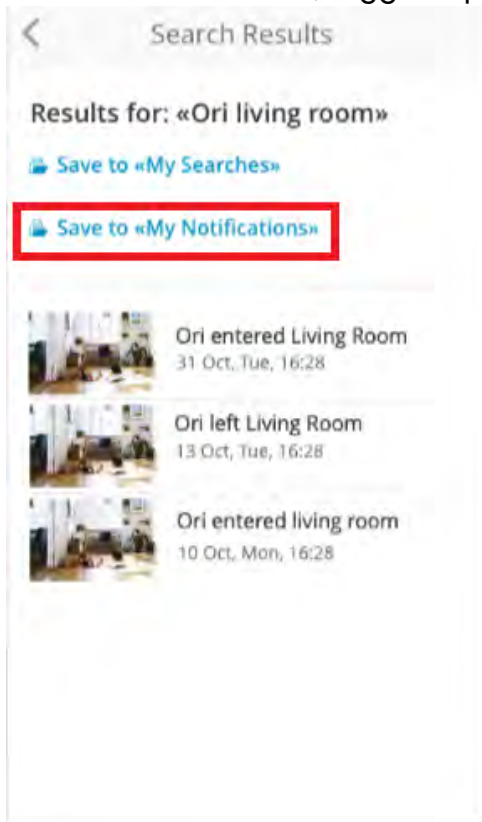 Search Results
Results for: «Ori living room»
Save to «My Searches»
Save to «My Notifications»
Ori entered Living Room
31 Oct, Tue, 16:28
Ori left Living Room
13 Oct, Tue, 16:28
Ori entered living room
10 Oct, Mon, 16:28